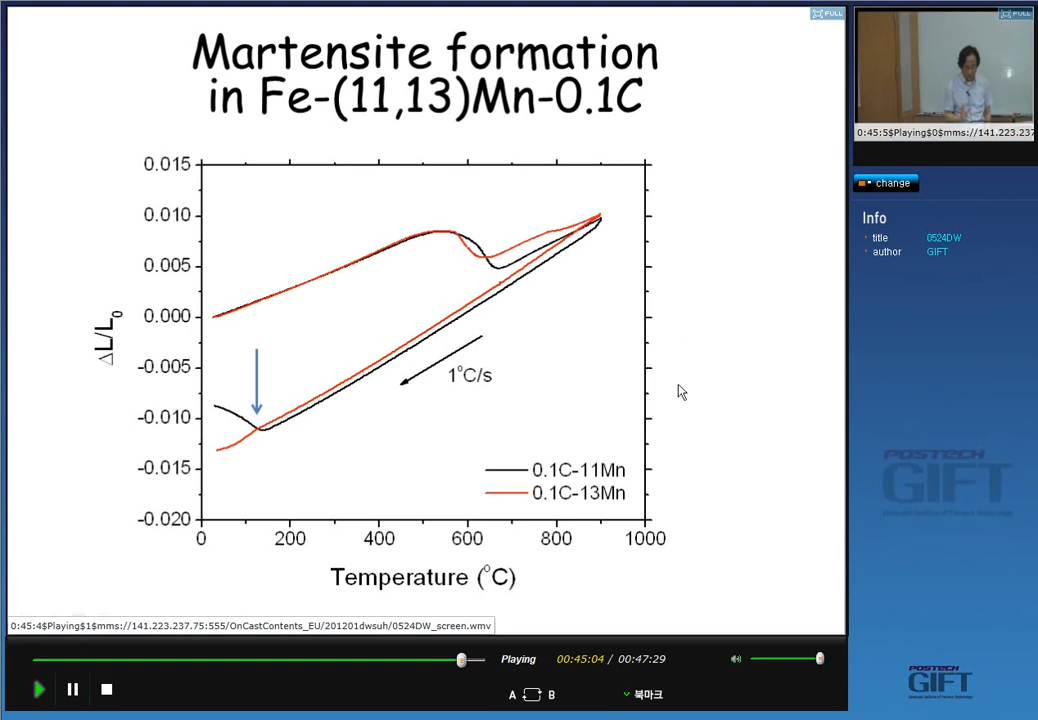 FULL
Martensite formation
in Fe-(11,13)Mn-0.1C
0.015
0.010
0.005
0.000
-0.005
-0.010
-0.015
-0.020
ΔL/L0
1°C/s
0.1C-11Mn
0.1C-13Mn
0 200 400 600 800 1000
Temperature (°C)
0:45:4$Playing$1$mms://141.223.237.75:555/OnCastContents_EU/201201dwsuh/0524DW_screen.wmv
Playing 00:45:04 / 00:47:29
A B 북마크
FULL
0:45:5$Playing$0$mms://141.223.237
change
Info
title 0524DW
author GIFT
POSTECH
GIFT
POSTECH
GIFT